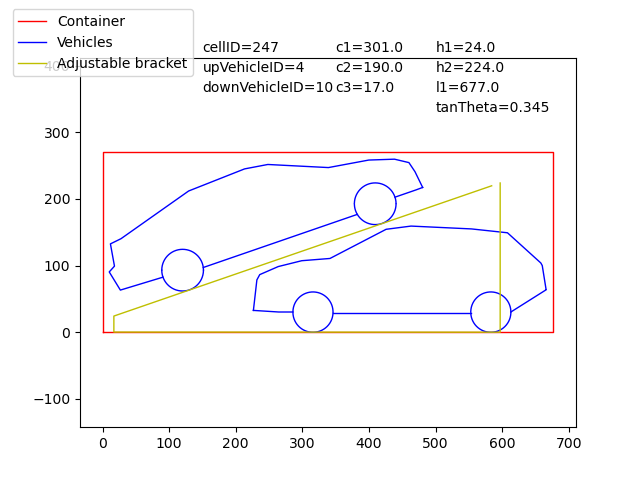 Container
Vehicles
Adjustable bracket
cellID=247 c1=301.0 h1=24.0
upVehicleID=4 c2=190.0 h2=224.0
downVehicleID=10 c3=17.0 l1=677.0
tanTheta=0.345
400
300
200
100
0
−100
0 100 200 300 400 500 600 700